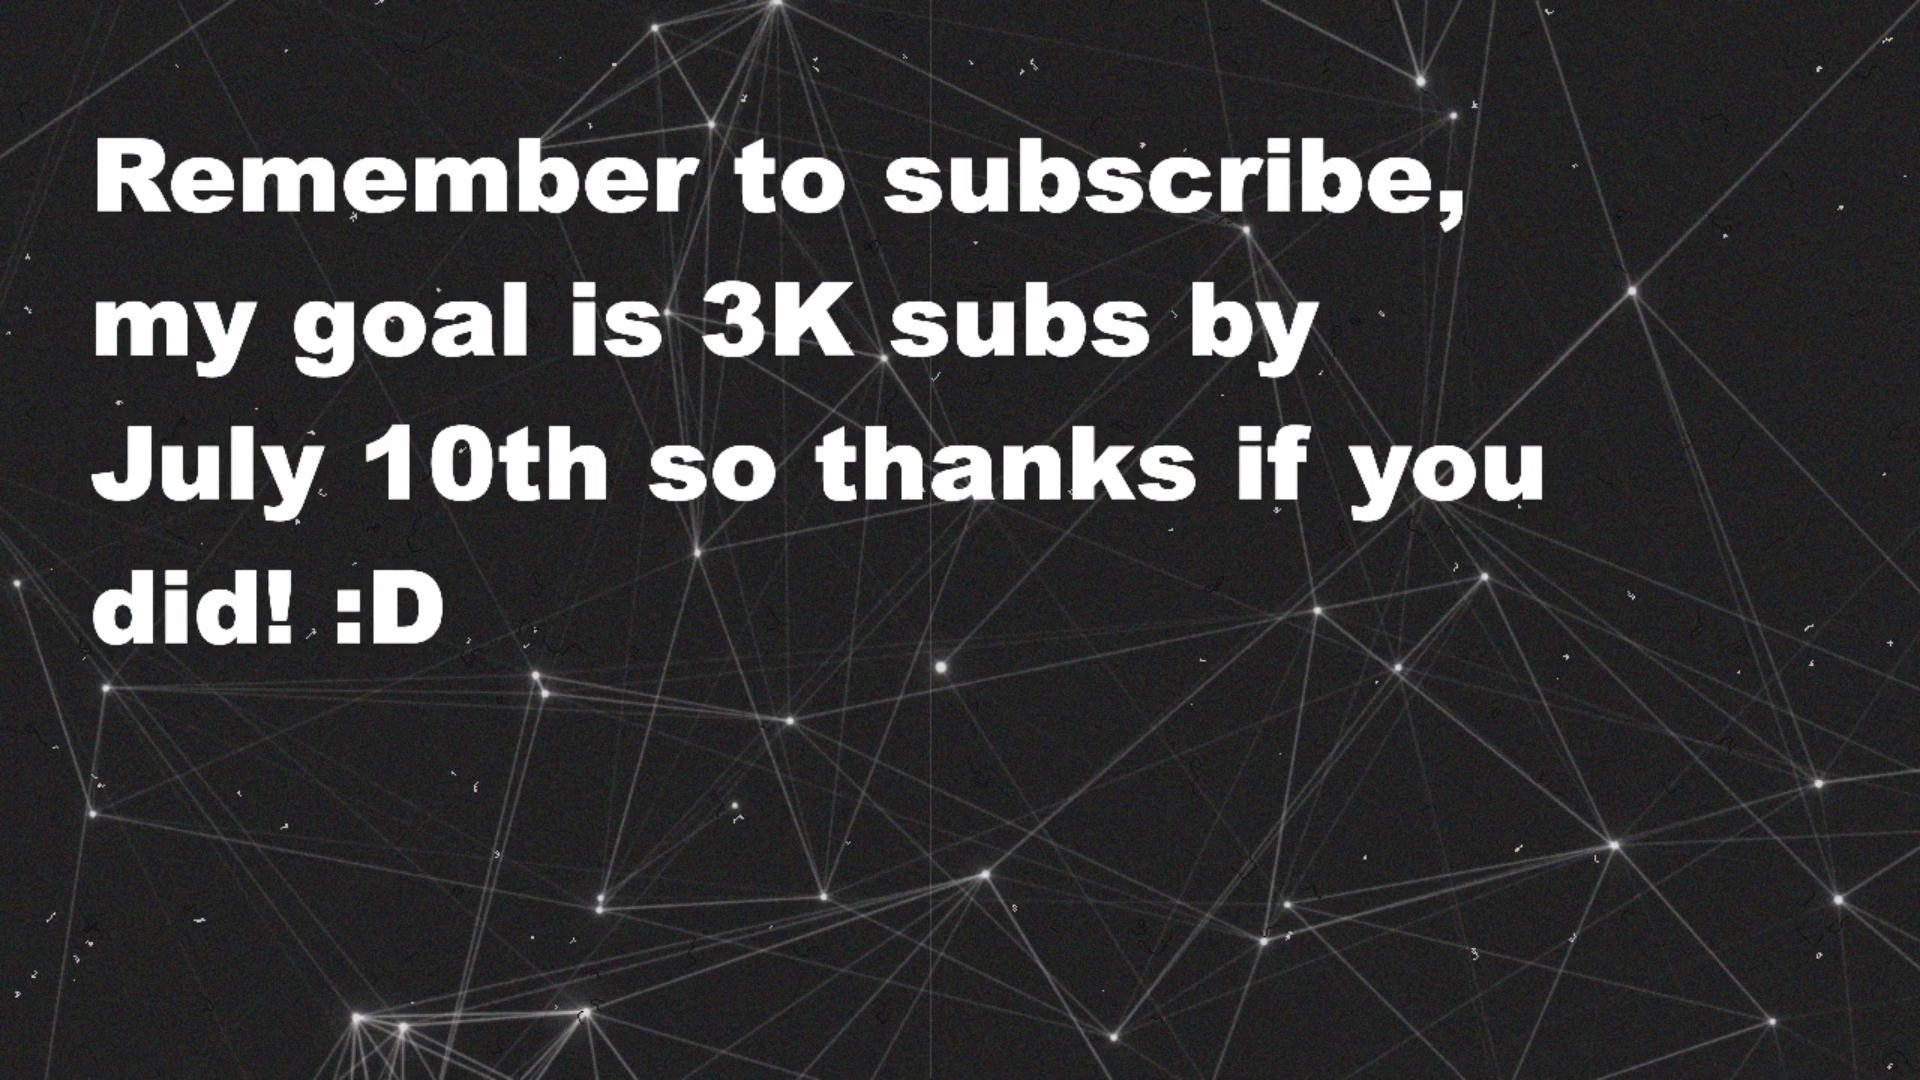 Remember to subscribe,
my goal is 3K subs by
July 10th so thanks if you
did! :D